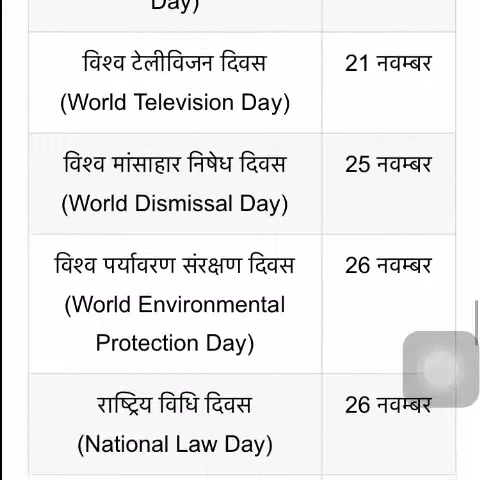 Day)
विश्व टेलीविजन दिवस
21 नवम्बर
(World Television Day)
विश्व मांसाहार निषेध दिवस
25 नवम्बर
(World Dismissal Day)
विश्व पर्यावरण संरक्षण दिवस
26 नवम्बर
(World Environmental
Protection Day)
राष्ट्रिय विधि दिवस
26 नवम्बर
(National Law Day)